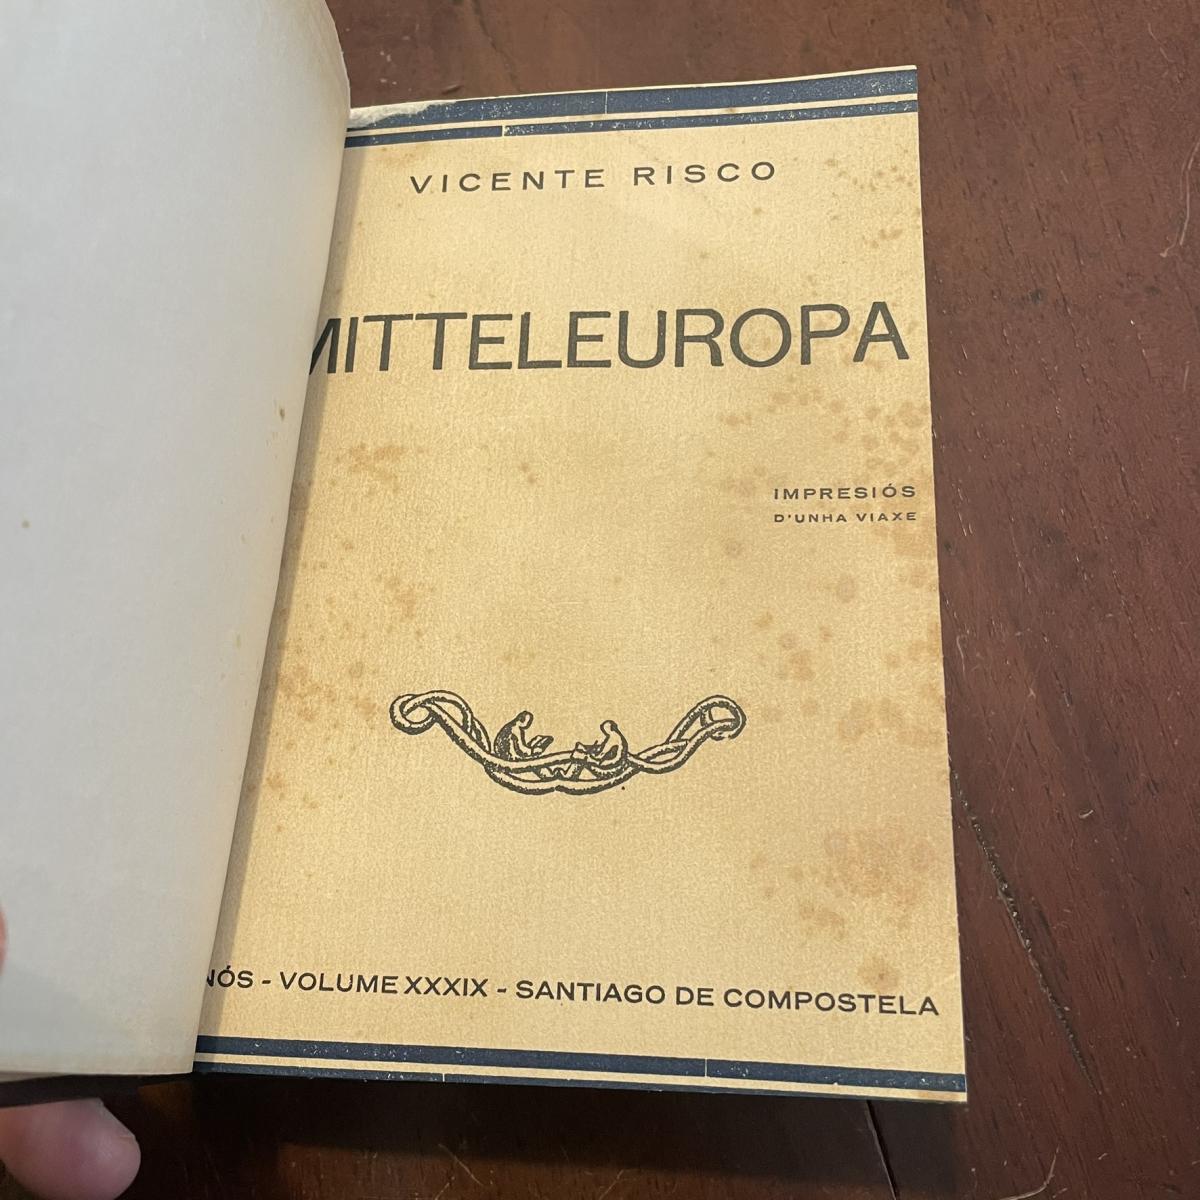 VICENTE RISCO
MITTELEUROPA
IMPRESIÓS
D'UNHA VIAXE
NÓS - VOLUME XXXIX - SANTIAGO DE COMPOSTELA